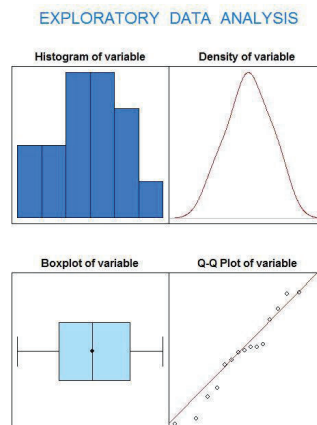 EXPLORATORY DATA ANALYSIS
Histogram of variable
Density of variable
Boxplot of variable
Q-Q Plot of variable